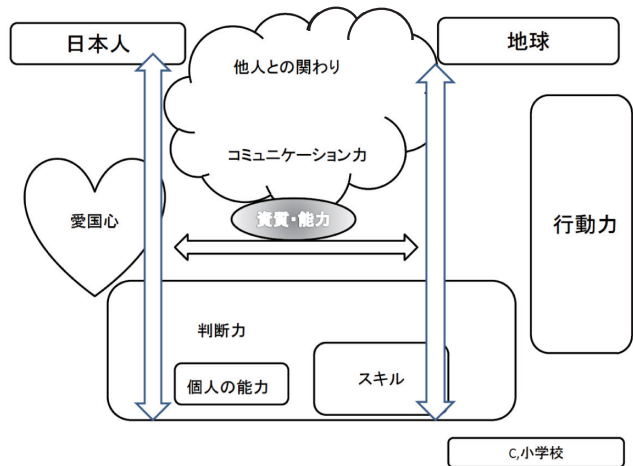 日本人
地球
他人との関わり
コミュニケーション力
愛国心
資質・能力
行動力
判断力
個人の能力
スキル
C,小学校